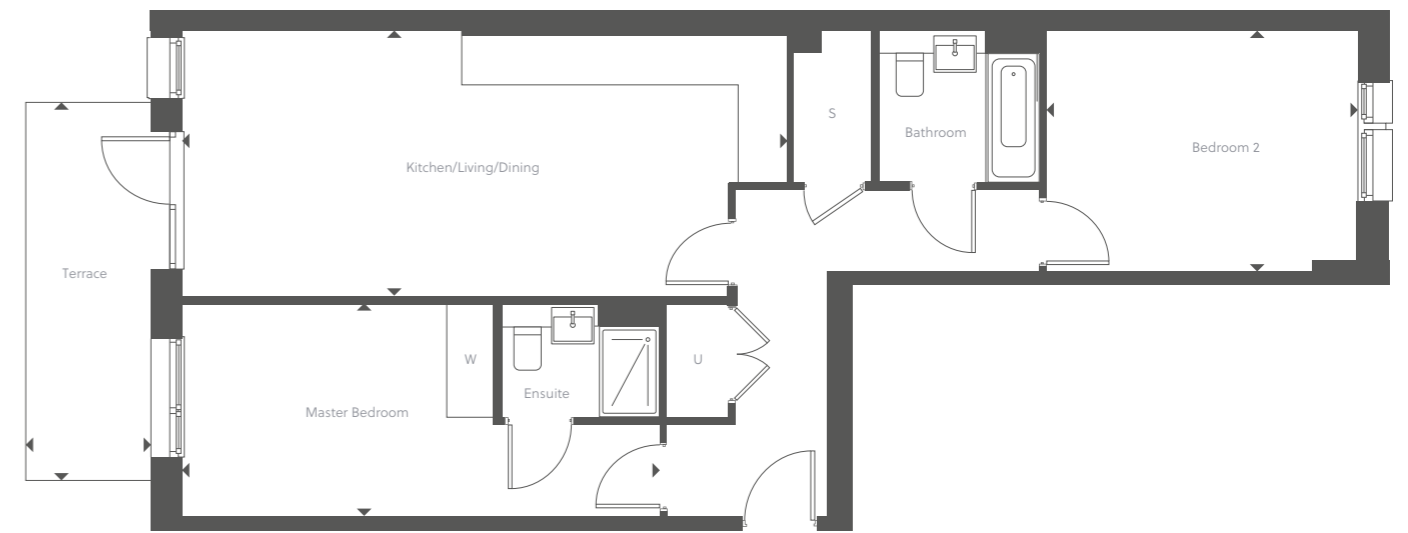 S
Bathroom
Bedroom 2
Kitchen/Living/Dining
Terrace
W
Ensuite
U
Master Bedroom